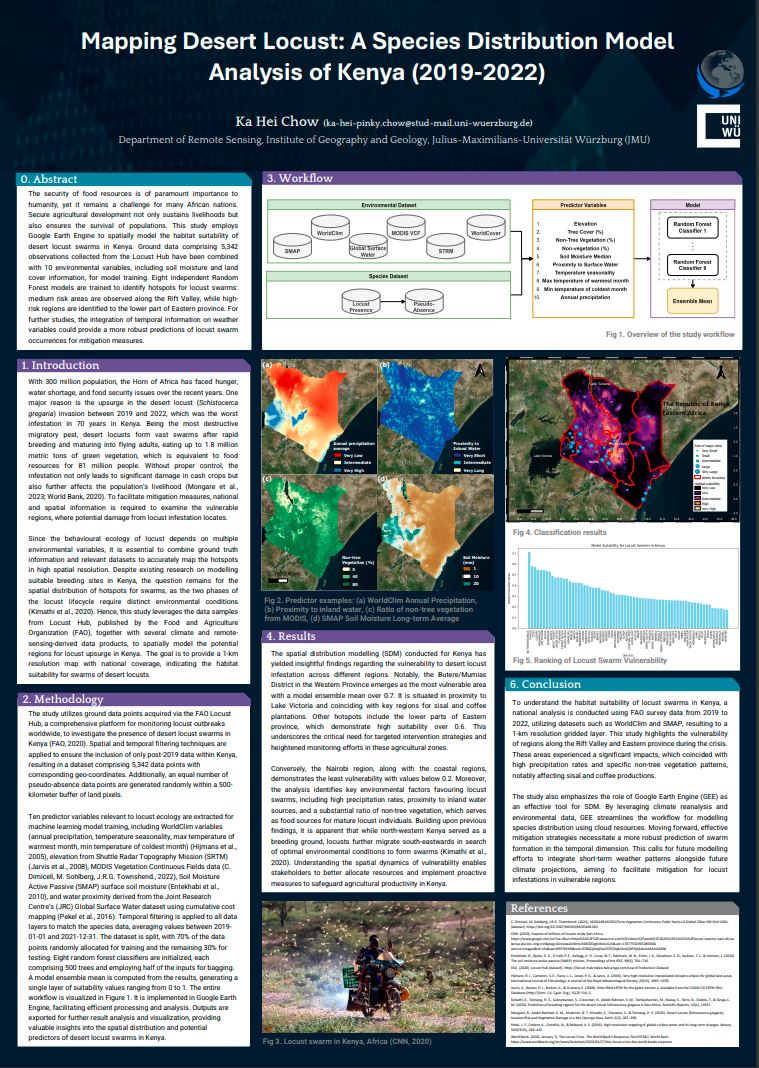 Mapping Desert Locust: A Species Distribution Model
Analysis of Kenya (2019-2022)
Ka Hei Chow (ka-hei-pinky.chow@stud-mail.uni-wuerzburg.de)
Department of Remote Sensing, Institute of Geography and Geology, Julius-Maximilians-Universität Würzburg (JMU)
UNI
WÜ
0. Abstract
The security of food resources is of paramount importance to
humanity, yet it remains a challenge for many African nations.
Secure agricultural development not only sustains livelihoods but
also ensures the survival of populations. This study employs
Google Earth Engine to spatially model the habitat suitability of
desert locust swarms in Kenya. Ground data comprising 5,342
observations collected from the Locust Hub have been combined
with 10 environmental variables, including soil moisture and land
cover information, for model training. Eight independent Random
Forest models are trained to identify hotspots for locust swarms:
medium risk areas are observed along the Rift Valley, while high-
risk regions are identified to the lower part of Eastern province. For
further studies, the integration of temporal information on weather
variables could provide a more robust predictions of locust swarm
occurrences for mitigation measures.
3. Workflow
Environmental Dataset
WorldClim
MODIS VCF
WorldCover
SMAP
Global Surface
Water
STRM
Species Dataset
Locust
Presence
Pseudo-
Absence
Predictor Variables
1. Elevation
2. Tree Cover (%)
3. Non-Tree Vegetation (%)
4. Non-vegetation (%)
5. Soil Moisture Median
6. Proximity to Surface Water
7. Temperature seasonality
8. Max temperature of warmest month
9. Min temperature of coldest month
10. Annual precipitation
Model
Random Forest
Classifier 1
Random Forest
Classifier 8
Ensemble Mean
Fig 1. Overview of the study workflow
1. Introduction
With 300 million population, the Horn of Africa has faced hunger,
water shortage, and food security issues over the recent years. One
major reason is the upsurge in the desert locust (Schistocerca
gregaria) invasion between 2019 and 2022, which was the worst
infestation in 70 years in Kenya. Being the most destructive
migratory pest, desert locusts form vast swarms after rapid
breeding and maturing into flying adults, eating up to 1.8 million
metric tons of green vegetation, which is equivalent to food
resources for 81 million people. Without proper control, the
infestation not only leads to significant damage in cash crops but
also further affects the population's livelihood (Mongare et al.,
2023; World Bank, 2020). To facilitate mitigation measures, national
and spatial information is required to examine the vulnerable
regions, where potential damage from locust infestation locates.
Since the behavioural ecology of locust depends on multiple
environmental variables, it is essential to combine ground truth
information and relevant datasets to accurately map the hotspots
in high spatial resolution. Despite existing research on modelling
suitable breeding sites in Kenya, the question remains for the
spatial distribution of hotspots for swarms, as the two phases of
the locust lifecycle require distinct environmental conditions
(Kimathi et al., 2020). Hence, this study leverages the data samples
from Locust Hub, published by the Food and Agriculture
Organization (FAO), together with several climate and remote-
sensing-derived data products, to spatially model the potential
regions for locust upsurge in Kenya. The goal is to provide a 1-km
resolution map with national coverage, indicating the habitat
suitability for swarms of desert locusts.
2. Methodology
The study utilizes ground data points acquired via the FAO Locust
Hub, a comprehensive platform for monitoring locust outbreaks
worldwide, to investigate the presence of desert locust swarms in
Kenya (FAO, 2020). Spatial and temporal filtering techniques are
applied to ensure the inclusion of only post-2019 data within Kenya,
resulting in a dataset comprising 5,342 data points with
corresponding geo-coordinates. Additionally, an equal number of
pseudo-absence data points are generated randomly within a 500-
kilometer buffer of land pixels.
Ten predictor variables relevant to locust ecology are extracted for
machine learning model training, including WorldClim variables
(annual precipitation, temperature seasonality, max temperature of
warmest month, min temperature of coldest month) (Hijmans et al.,
2005), elevation from Shuttle Radar Topography Mission (SRTM)
(Jarvis et al., 2008), MODIS Vegetation Continuous Fields data (C.
Dimiceli, M. Sohlberg, J.R.G. Townshend., 2022), Soil Moisture
Active Passive (SMAP) surface soil moisture (Entekhabi et al.,
2010), and water proximity derived from the Joint Research
Centre's (JRC) Global Surface Water dataset using cumulative cost
mapping (Pekel et al., 2016). Temporal filtering is applied to all data
layers to match the species data, averaging values between 2019-
01-01 and 2021-12-31. The dataset is split, with 70% of the data
points randomly allocated for training and the remaining 30% for
testing. Eight random forest classifiers are initialized, each
comprising 500 trees and employing half of the inputs for bagging.
A model ensemble mean is computed from the results, generating a
single layer of suitability values ranging from 0 to 1. The entire
workflow is visualized in Figure 1. It is implemented in Google Earth
Engine, facilitating efficient processing and analysis. Outputs are
exported for further result analysis and visualization, providing
valuable insights into the spatial distribution and potential
predictors of desert locust swarms in Kenya.
(a)
Annual precipitation
average
Very Low
Intermediate
Very High
(b)
Proximity to
Inland Water
Very Short
Intermediate
Very Long
(c)
Non-tree
Vegetation (%)
0
40
80
(d)
Soil Moisture
(mm)
1
10
20
Fig 2. Predictor examples: (a) WorldClim Annual Precipitation,
(b) Proximity to inland water, (c) Ratio of non-tree vegetation
from MODIS, (d) SMAP Soil Moisture Long-term Average
4. Results
The spatial distribution modelling (SDM) conducted for Kenya has
yielded insightful findings regarding the vulnerability to desert locust
infestation across different regions. Notably, the Butere/Mumias
District in the Western Province emerges as the most vulnerable area
with a model ensemble mean over 0.7. It is situated in proximity to
Lake Victoria and coinciding with key regions for sisal and coffee
plantations. Other hotspots include the lower parts of Eastern
province, which demonstrate high suitability over 0.6. This
underscores the critical need for targeted intervention strategies and
heightened monitoring efforts in these agricultural zones.
Conversely, the Nairobi region, along with the coastal regions,
demonstrates the least vulnerability with values below 0.2. Moreover,
the analysis identifies key environmental factors favouring locust
swarms, including high precipitation rates, proximity to inland water
sources, and a substantial ratio of non-tree vegetation, which serves
as food sources for mature locust individuals. Building upon previous
findings, it is apparent that while north-western Kenya served as a
breeding ground, locusts further migrate south-eastwards in search
of optimal environmental conditions to form swarms (Kimathi et al.,
2020). Understanding the spatial dynamics of vulnerability enables
stakeholders to better allocate resources and implement proactive
measures to safeguard agricultural productivity in Kenya.
Fig 3. Locust swarm in Kenya, Africa (CNN, 2020)
Lake Turkana
The Republic of Kenya,
Eastern Africa
Lake Victoria
Very Small
Small
Intermediate
Large
Very Large
Very Low
Low
Intermediate
High
Very High
Fig 4. Classification results
Model Suitability for Locust Swarms in Kenya
Fig 5. Ranking of Locust Swarm Vulnerability
6. Conclusion
To understand the habitat suitability of locust swarms in Kenya, a
national analysis is conducted using FAO survey data from 2019 to
2022, utilizing datasets such as WorldClim and SMAP, resulting to a
1-km resolution gridded layer. This study highlights the vulnerability
of regions along the Rift Valley and Eastern province during the crisis.
These areas experienced a significant impacts, which coincided with
high precipitation rates and specific non-tree vegetation patterns,
notably affecting sisal and coffee productions.
The study also emphasizes the role of Google Earth Engine (GEE) as
an effective tool for SDM. By leveraging climate reanalysis and
environmental data, GEE streamlines the workflow for modelling
species distribution using cloud resources. Moving forward, effective
mitigation strategies necessitate a more robust prediction of swarm
formation in the temporal dimension. This calls for future modelling
efforts to integrate short-term weather patterns alongside future
climate projections, aiming to facilitate mitigation for locust
infestations in vulnerable regions.
References